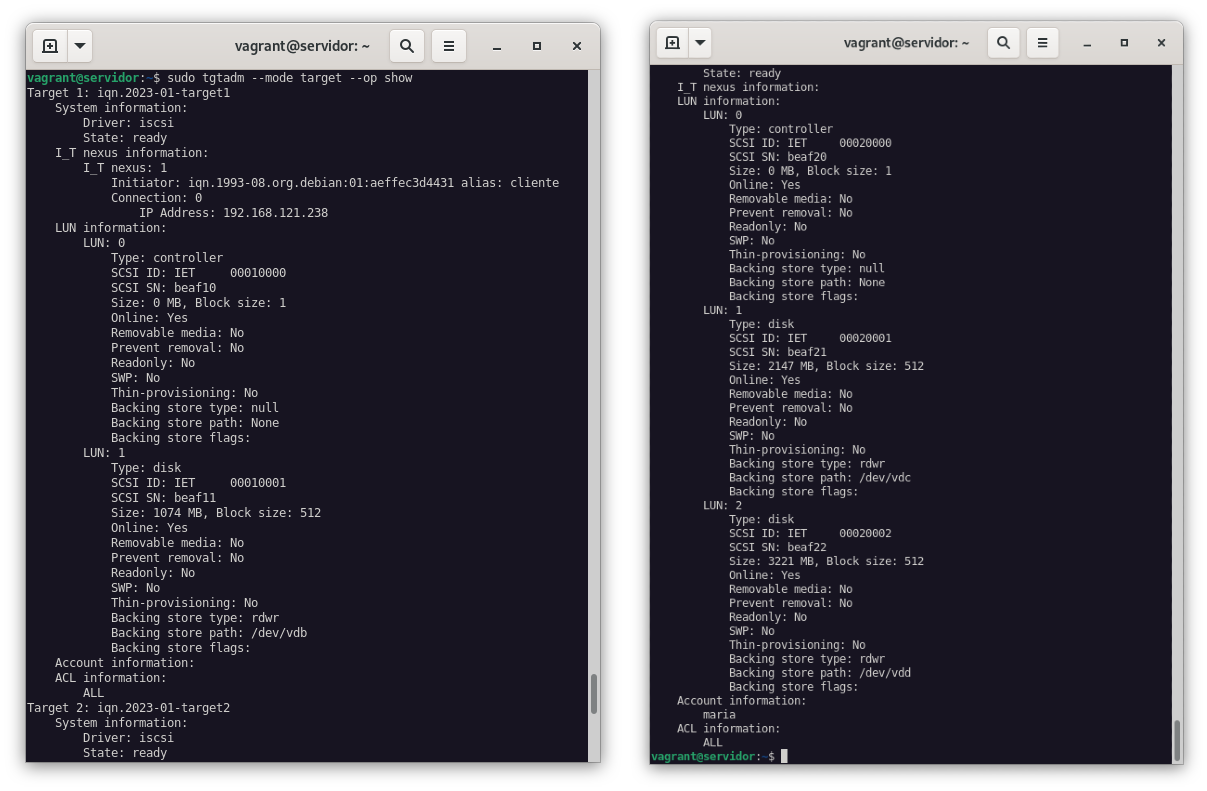 vagrant@servidor: ~
vagrant@servidor:~$ sudo tgtadm --mode target --op show
Target 1: iqn.2023-01-target1
    System information:
        Driver: iscsi
        State: ready
    I_T nexus information:
        I_T nexus: 1
            Initiator: iqn.1993-08.org.debian:01:aeffec3d4431 alias: cliente
            Connection: 0
                IP Address: 192.168.121.238
    LUN information:
        LUN: 0
            Type: controller
            SCSI ID: IET     00010000
            SCSI SN: beaf10
            Size: 0 MB, Block size: 1
            Online: Yes
            Removable media: No
            Prevent removal: No
            Readonly: No
            SWP: No
            Thin-provisioning: No
            Backing store type: null
            Backing store path: None
            Backing store flags:
        LUN: 1
            Type: disk
            SCSI ID: IET     00010001
            SCSI SN: beaf11
            Size: 1074 MB, Block size: 512
            Online: Yes
            Removable media: No
            Prevent removal: No
            Readonly: No
            SWP: No
            Thin-provisioning: No
            Backing store type: rdwr
            Backing store path: /dev/vdb
            Backing store flags:
    Account information:
    ACL information:
        ALL
Target 2: iqn.2023-01-target2
    System information:
        Driver: iscsi
        State: ready
vagrant@servidor: ~
        State: ready
    I_T nexus information:
    LUN information:
        LUN: 0
            Type: controller
            SCSI ID: IET     00020000
            SCSI SN: beaf20
            Size: 0 MB, Block size: 1
            Online: Yes
            Removable media: No
            Prevent removal: No
            Readonly: No
            SWP: No
            Thin-provisioning: No
            Backing store type: null
            Backing store path: None
            Backing store flags:
        LUN: 1
            Type: disk
            SCSI ID: IET     00020001
            SCSI SN: beaf21
            Size: 2147 MB, Block size: 512
            Online: Yes
            Removable media: No
            Prevent removal: No
            Readonly: No
            SWP: No
            Thin-provisioning: No
            Backing store type: rdwr
            Backing store path: /dev/vdc
            Backing store flags:
        LUN: 2
            Type: disk
            SCSI ID: IET     00020002
            SCSI SN: beaf22
            Size: 3221 MB, Block size: 512
            Online: Yes
            Removable media: No
            Prevent removal: No
            Readonly: No
            SWP: No
            Thin-provisioning: No
            Backing store type: rdwr
            Backing store path: /dev/vdd
            Backing store flags:
    Account information:
        maria
    ACL information:
        ALL
vagrant@servidor:~$